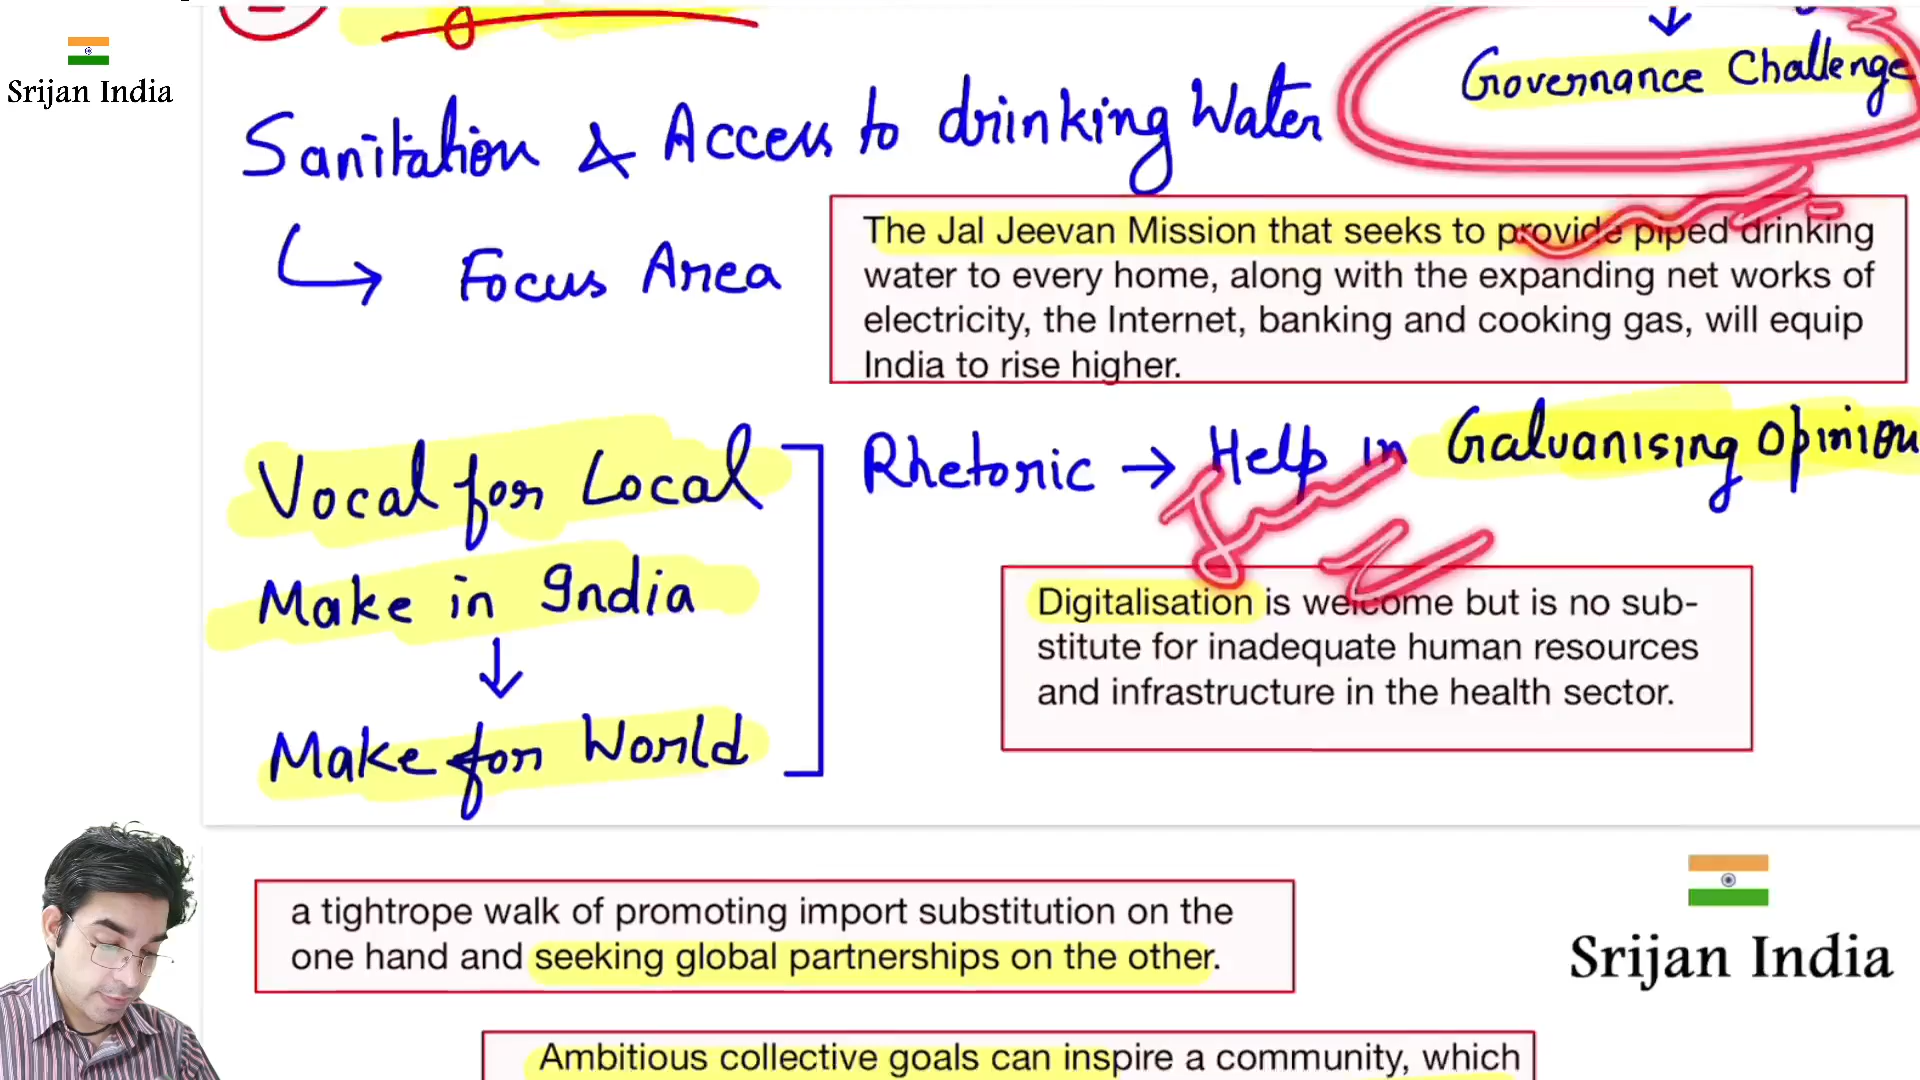 Srijan India
Governance Challenge
Sanitation & Access to drinking Water
Focus Area
The Jal Jeevan Mission that seeks to provide piped drinking
water to every home, along with the expanding net works of
electricity, the Internet, banking and cooking gas, will equip
India to rise higher.
Vocal for Local
Make in India
Make for World
Rhetoric → Help in Galvanising Opinion
Digitalisation is welcome but is no sub-
stitute for inadequate human resources
and infrastructure in the health sector.
a tightrope walk of promoting import substitution on the
one hand and seeking global partnerships on the other.
Srijan India
Ambitious collective goals can inspire a community, which